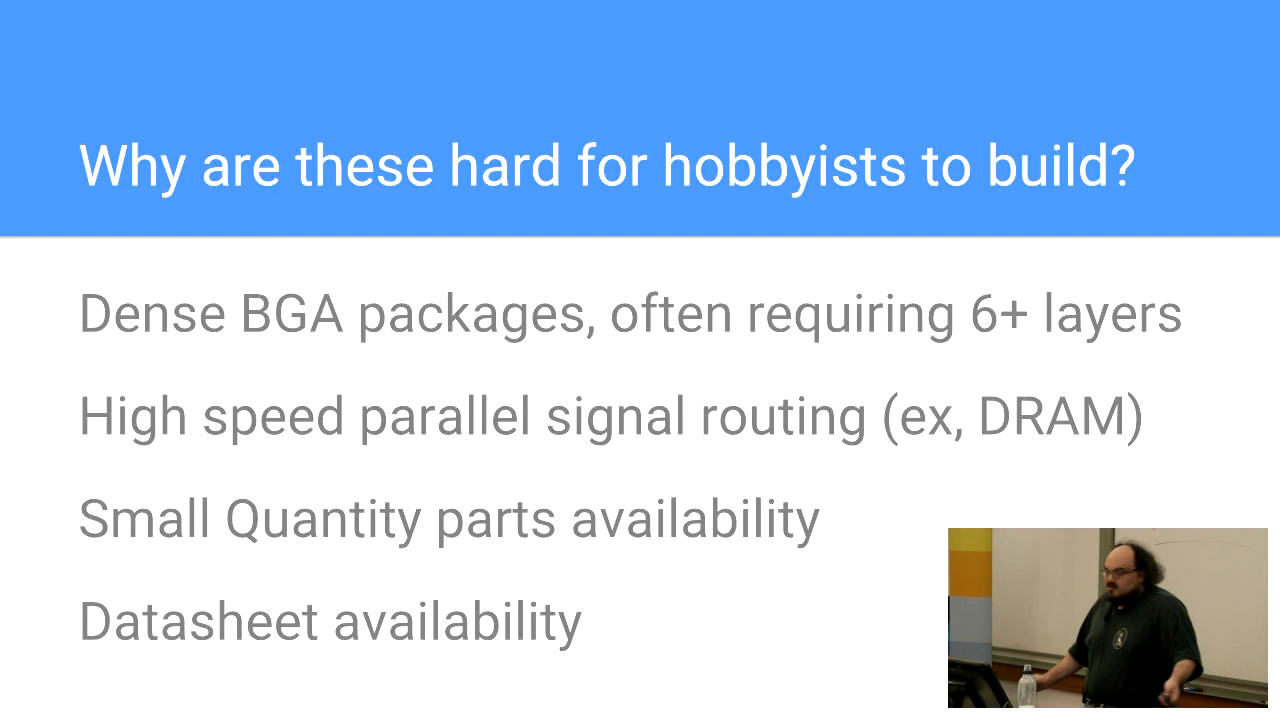 Why are these hard for hobbyists to build?
Dense BGA packages, often requiring 6+ layers
High speed parallel signal routing (ex, DRAM)
Small Quantity parts availability
Datasheet availability